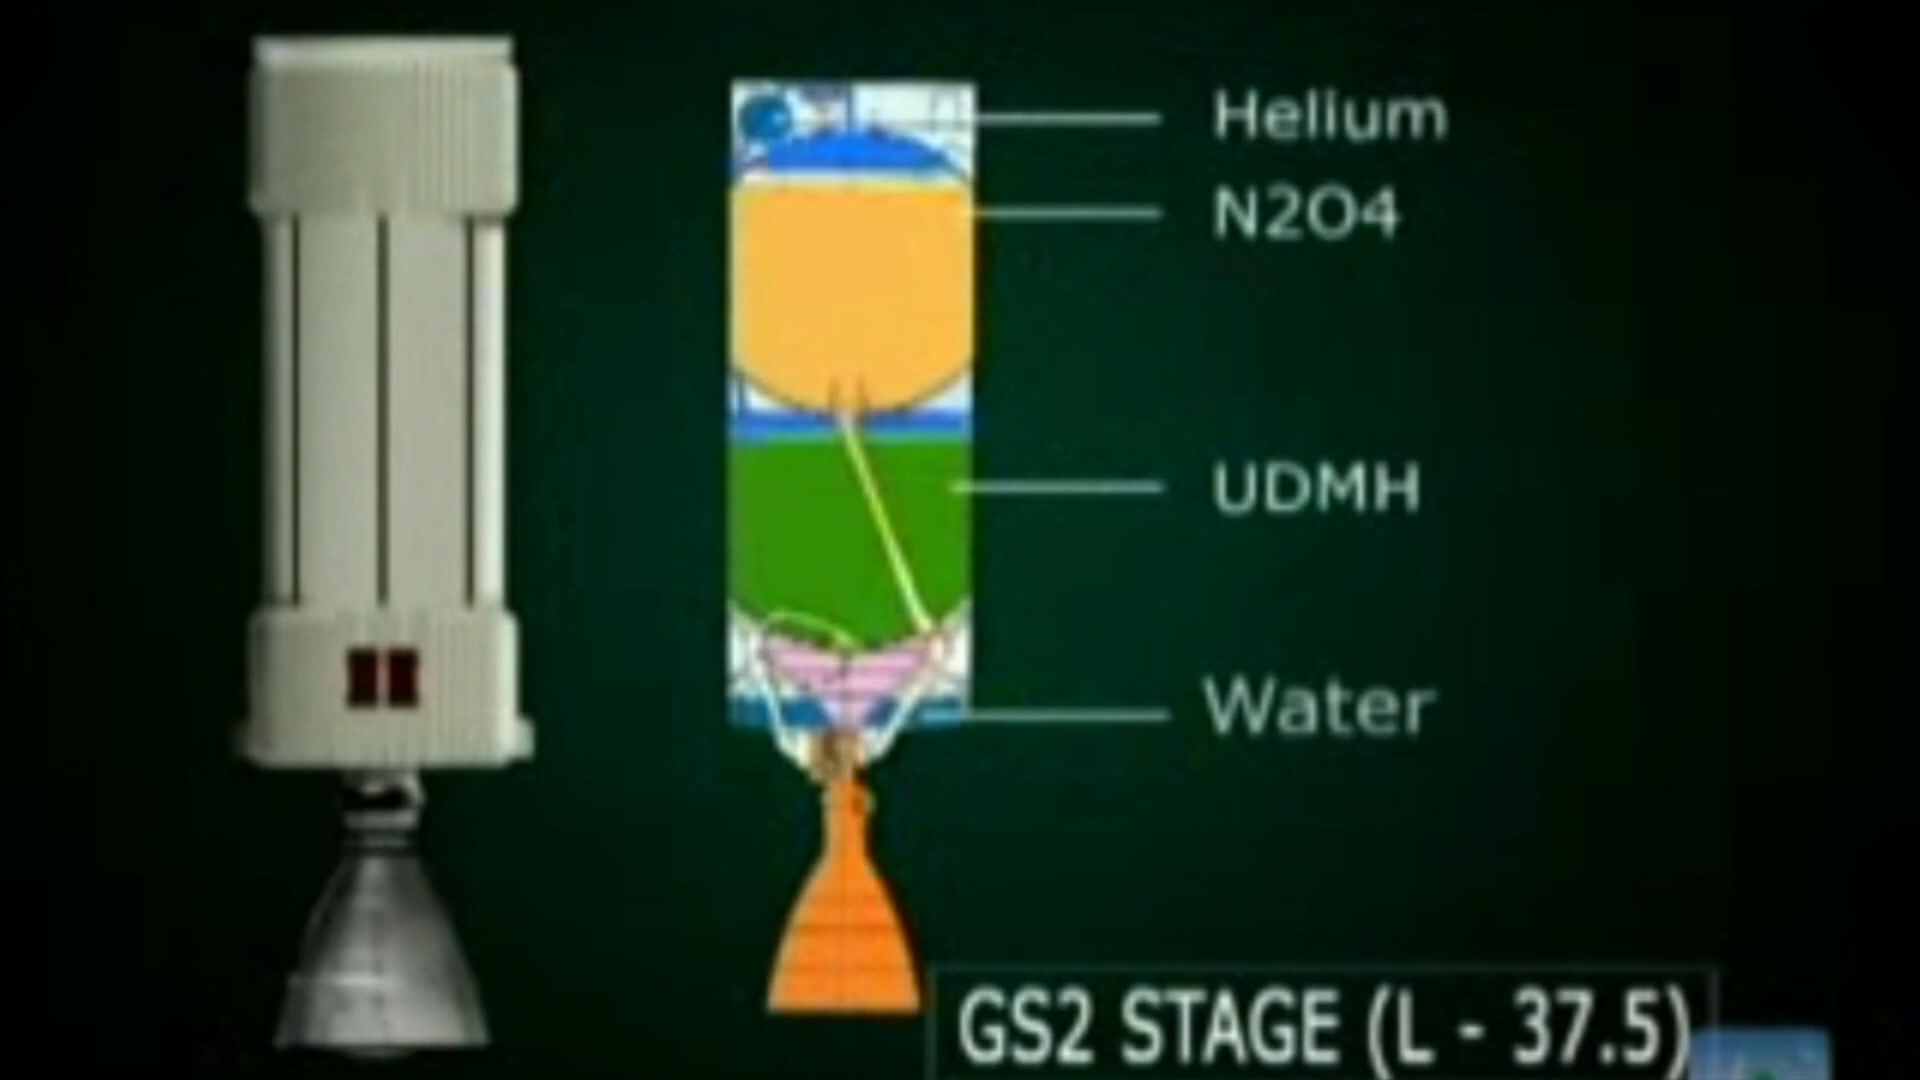 Helium
N2O4
UDMH
Water
GS2 STAGE (L - 37.5)